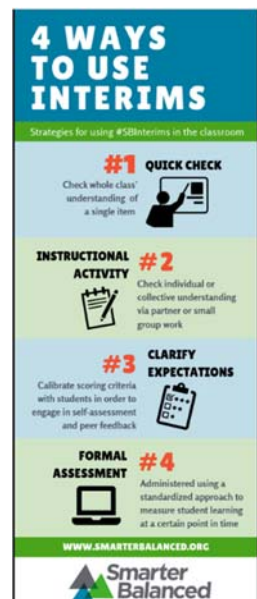 4 WAYS
TO USE
INTERIMS
Strategies for using #SBInterims in the classroom
#1 QUICK CHECK
Check whole class'
understanding of
a single item
INSTRUCTIONAL
ACTIVITY
#2
Check individual or
collective understanding
via partner or small
group work
#3
CLARIFY
EXPECTATIONS
Calibrate scoring criteria
with students in order to
engage in self-assessment
and peer feedback
FORMAL
ASSESSMENT
#4
Administered using a
standardized approach to
measure student learning
at a certain point in time
WWW.SMARTERBALANCED.ORG
Smarter
Balanced